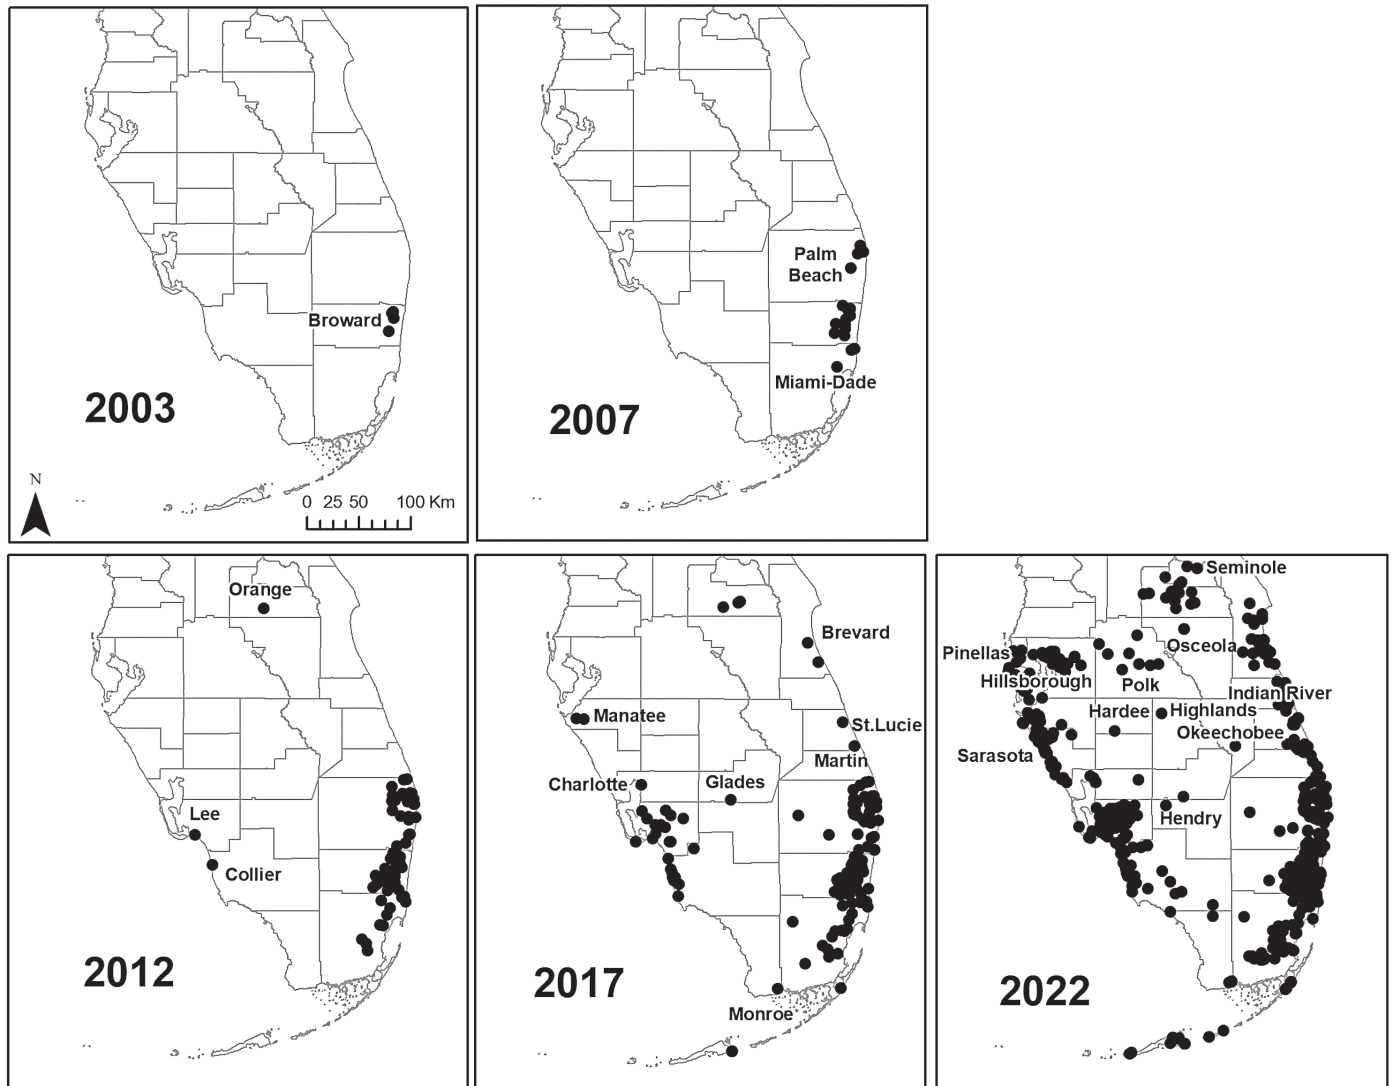 Broward
2003
N
0 25 50 100 Km
Palm
Beach
Miami-Dade
2007
Orange
Lee
Collier
2012
Brevard
Manatee
St.Lucie
Martin
Charlotte
Glades
2017
Monroe
Seminole
Osceola
Pinellas
Hillsborough
Polk
Indian River
Hardee
Highlands
Okeechobee
Sarasota
Hendry
2022